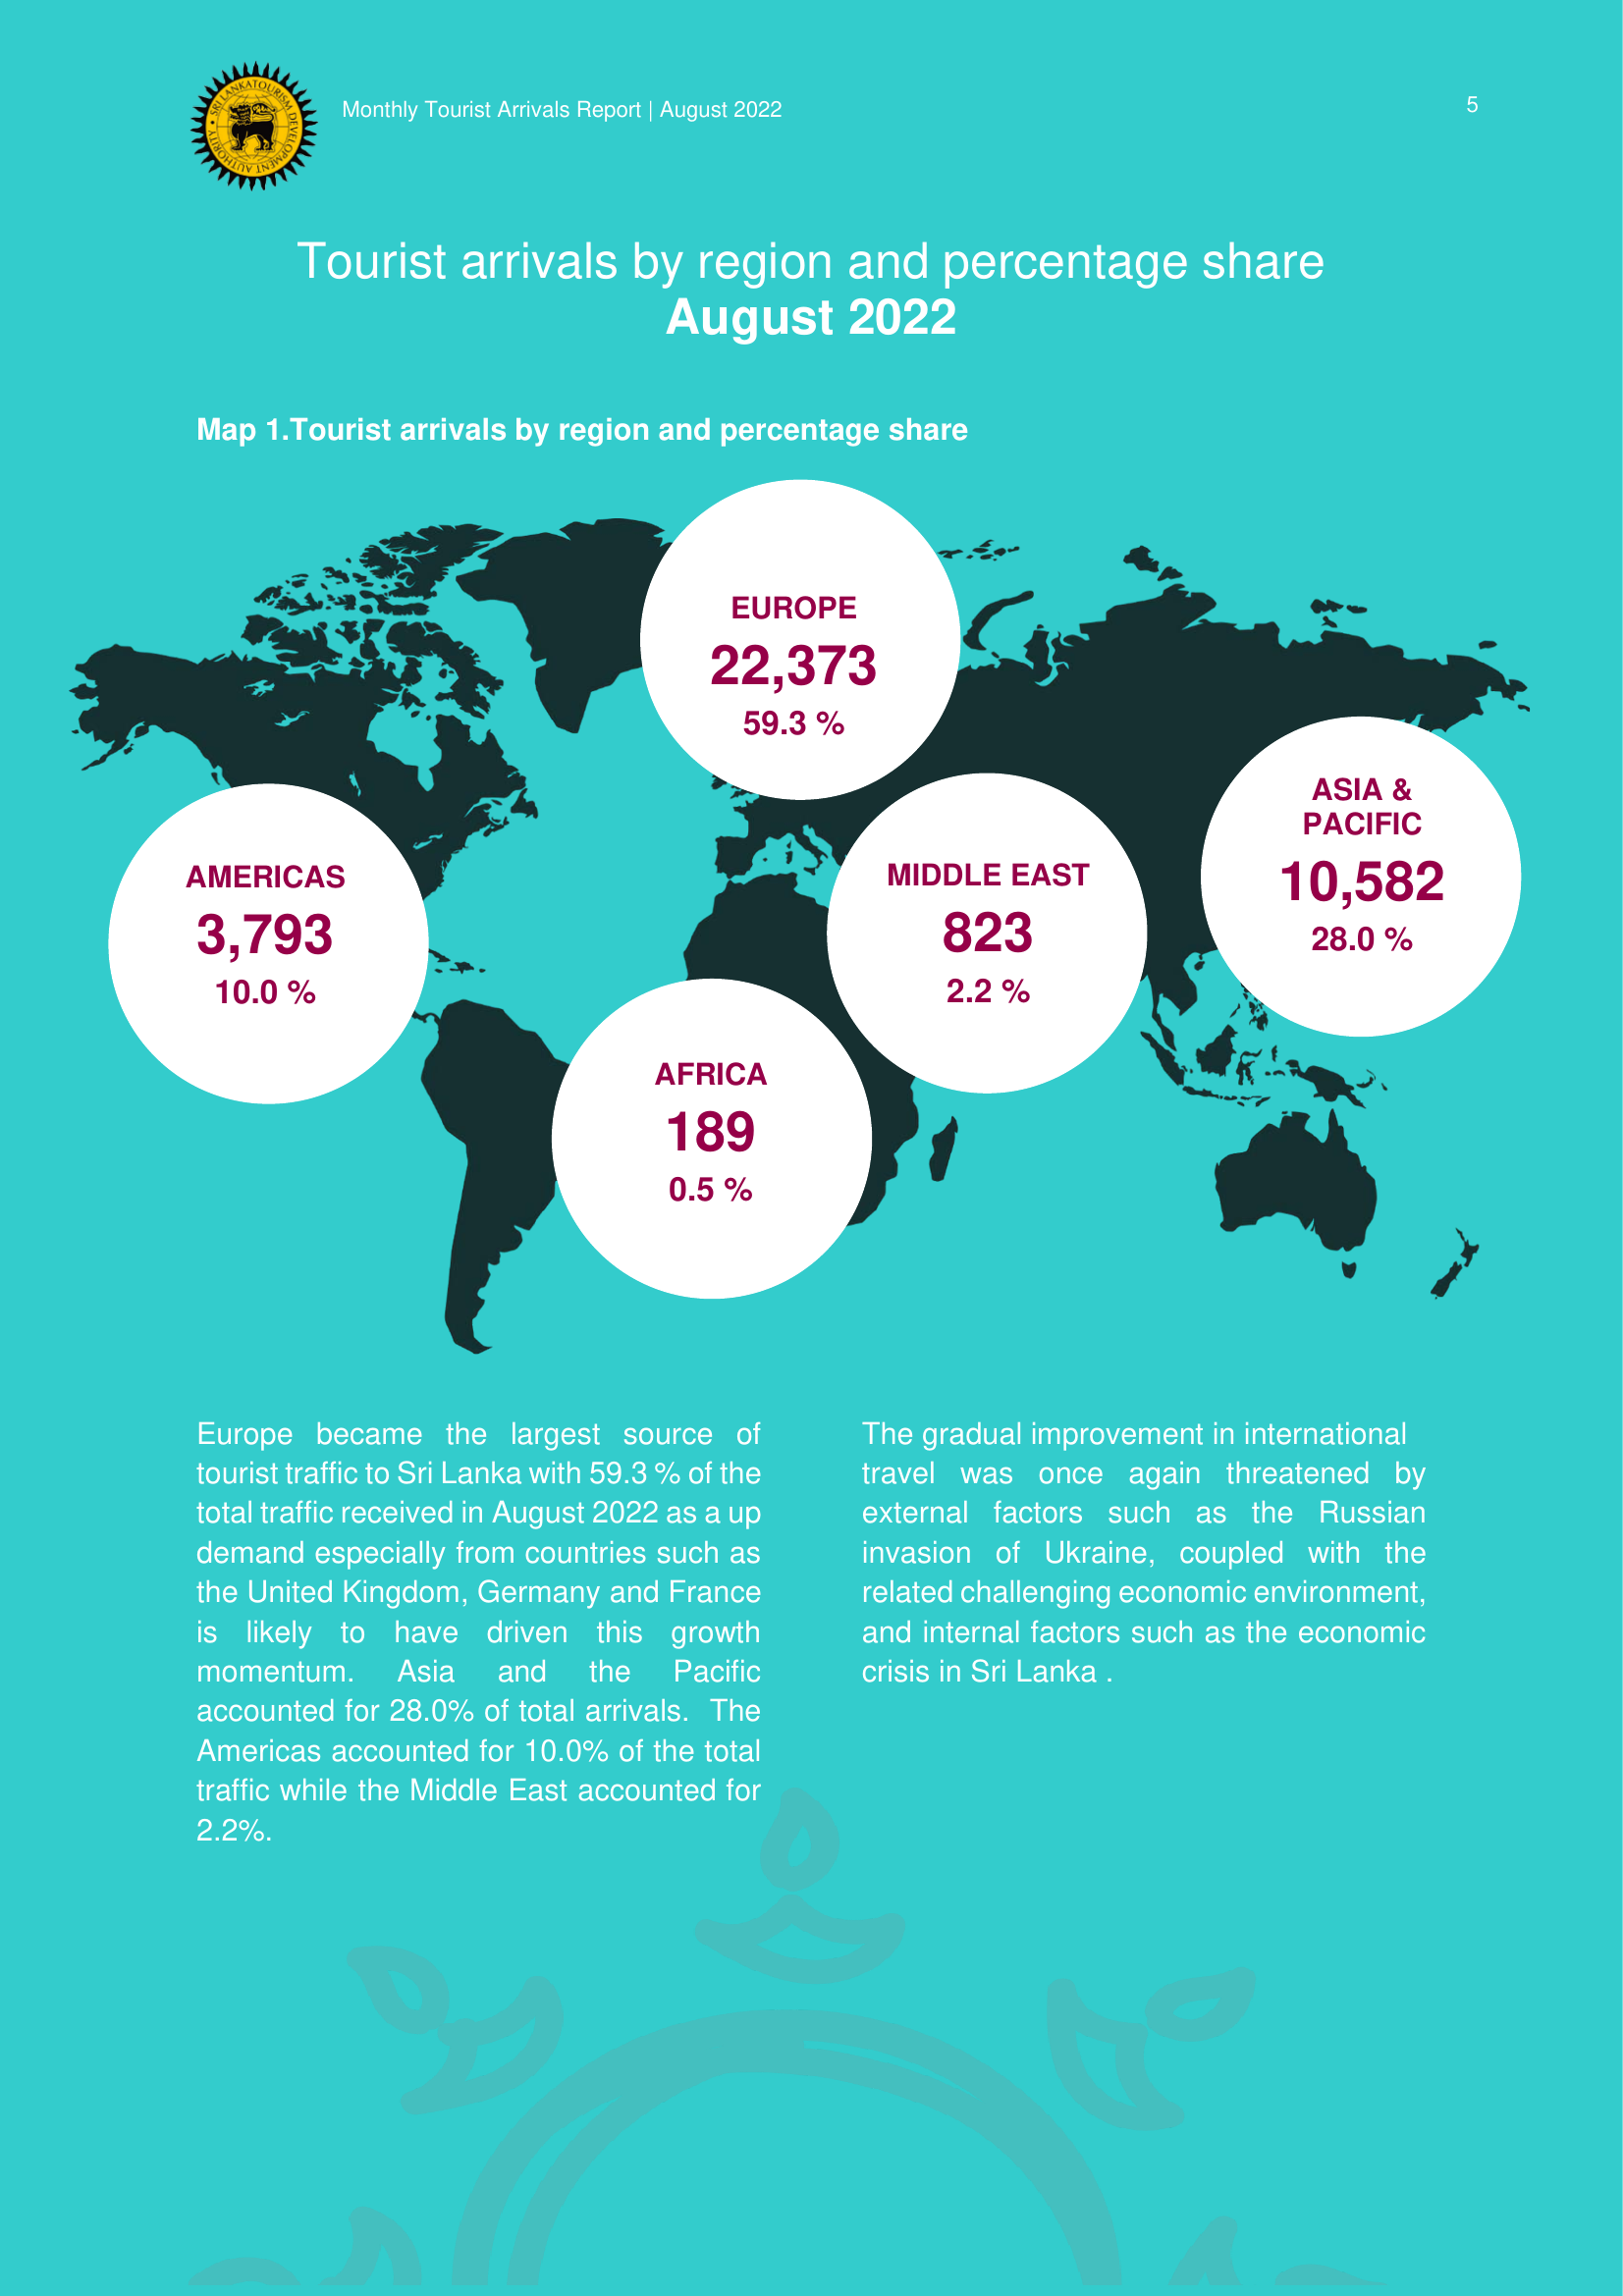 SRI LANKA TOURISM DEVELOPMENT AUTHORITY
Monthly Tourist Arrivals Report | August 2022
5
Tourist arrivals by region and percentage share
August 2022
Map 1.Tourist arrivals by region and percentage share
EUROPE
22,373
59.3 %
ASIA &
PACIFIC
10,582
28.0 %
AMERICAS
3,793
10.0 %
MIDDLE EAST
823
2.2 %
AFRICA
189
0.5 %
Europe became the largest source of
tourist traffic to Sri Lanka with 59.3 % of the
total traffic received in August 2022 as a up
demand especially from countries such as
the United Kingdom, Germany and France
is likely to have driven this growth
momentum. Asia and the Pacific
accounted for 28.0% of total arrivals. The
Americas accounted for 10.0% of the total
traffic while the Middle East accounted for
2.2%.
The gradual improvement in international
travel was once again threatened by
external factors such as the Russian
invasion of Ukraine, coupled with the
related challenging economic environment,
and internal factors such as the economic
crisis in Sri Lanka .